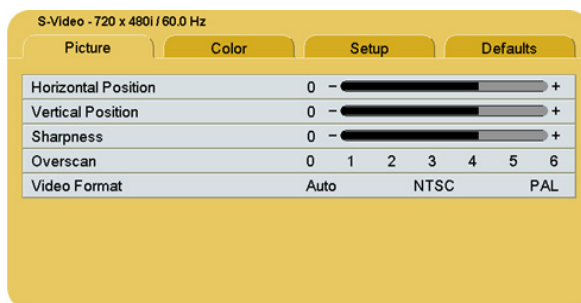 S-Video - 720 x 480i / 60.0 Hz
Picture Color Setup Defaults
Horizontal Position 0 - +
Vertical Position 0 - +
Sharpness 0 - +
Overscan 0 1 2 3 4 5 6
Video Format Auto NTSC PAL